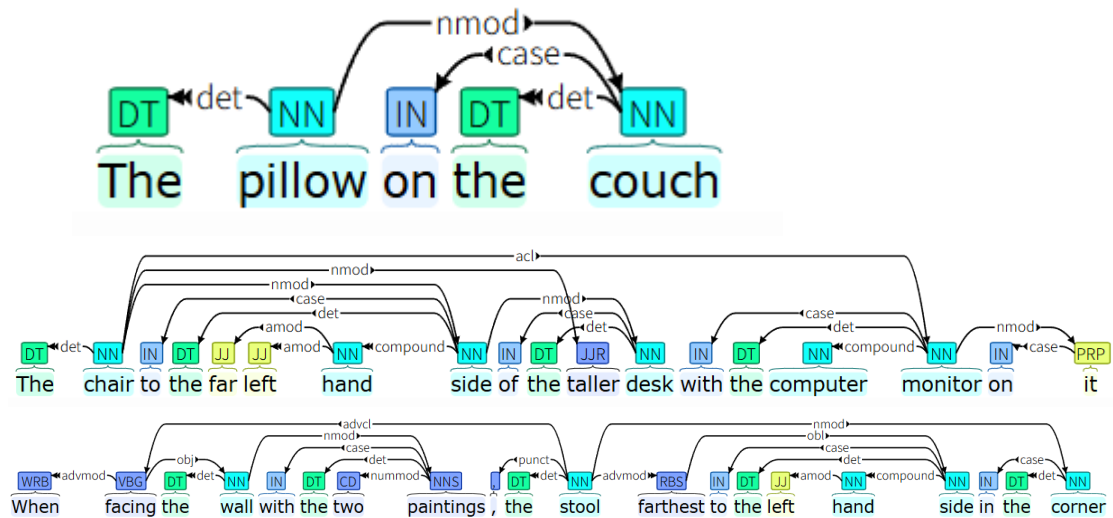 nmod
case
det det
DT NN IN DT NN
The pillow on the couch
acl
nmod
nmod nmod
case case case
det det det
amod
det amod compound compound nmod case
DT NN IN DT JJ JJ NN NN IN DT JJR NN IN DT NN NN IN PRP
The chair to the far left hand side of the taller desk with the computer monitor on it
advcl nmod
nmod obl
case case
obj det punct det case
advmod det nummod det advmod amod compound det
WRB VBG DT NN IN DT CD NNS , DT NN RBS IN DT JJ NN NN IN DT NN
When facing the wall with the two paintings , the stool farthest to the left hand side in the corner